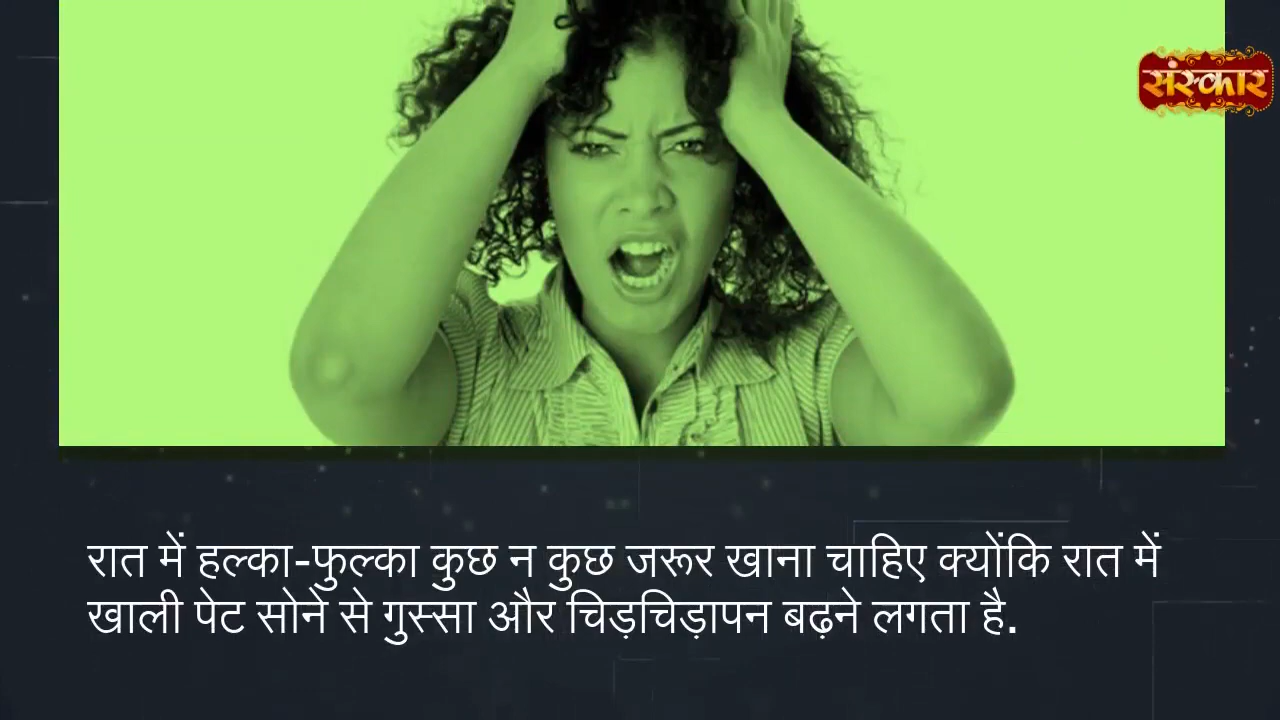 संस्कार
रात में हल्का-फुल्का कुछ न कुछ जरूर खाना चाहिए क्योंकि रात में
खाली पेट सोने से गुस्सा और चिड़चिड़ापन बढ़ने लगता है.